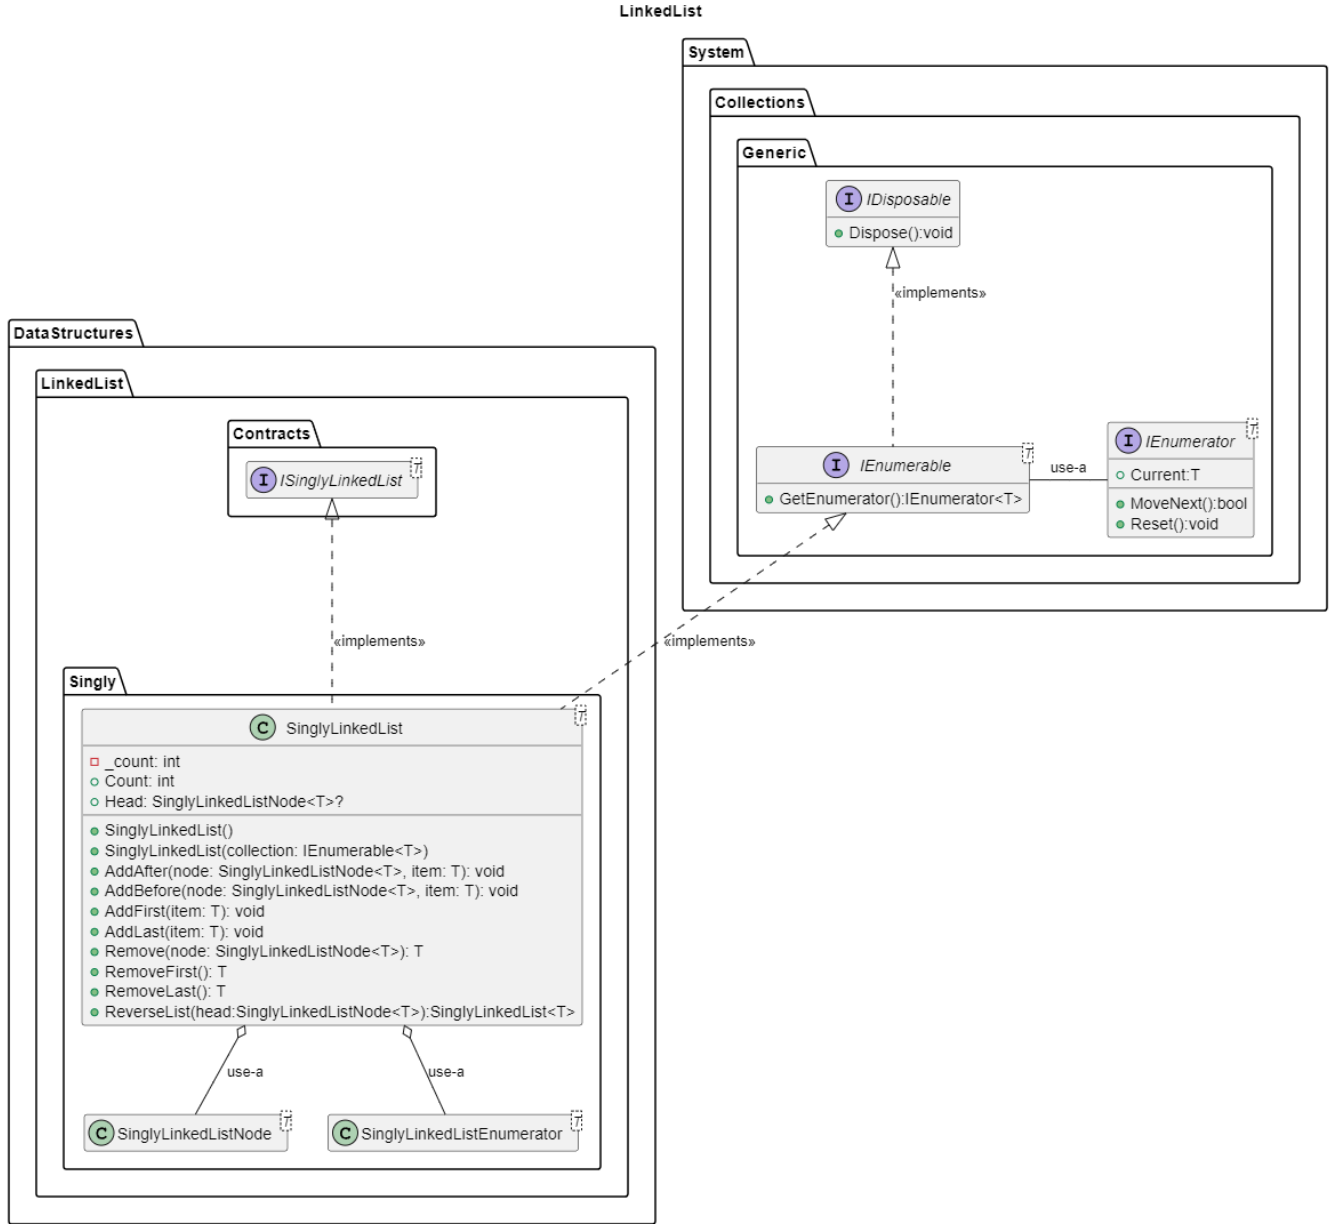 LinkedList
System
Collections
Generic
I IDisposable
Dispose():void
«implements»
I IEnumerable T
GetEnumerator():IEnumerator<T>
use-a
I IEnumerator T
Current:T
MoveNext():bool
Reset():void
DataStructures
LinkedList
Contracts
I ISinglyLinkedList T
«implements»
«implements»
Singly
C SinglyLinkedList T
_count: int
Count: int
Head: SinglyLinkedListNode<T>?
SinglyLinkedList()
SinglyLinkedList(collection: IEnumerable<T>)
AddAfter(node: SinglyLinkedListNode<T>, item: T): void
AddBefore(node: SinglyLinkedListNode<T>, item: T): void
AddFirst(item: T): void
AddLast(item: T): void
Remove(node: SinglyLinkedListNode<T>): T
RemoveFirst(): T
RemoveLast(): T
ReverseList(head:SinglyLinkedListNode<T>):SinglyLinkedList<T>
use-a
use-a
C SinglyLinkedListNode T
C SinglyLinkedListEnumerator T